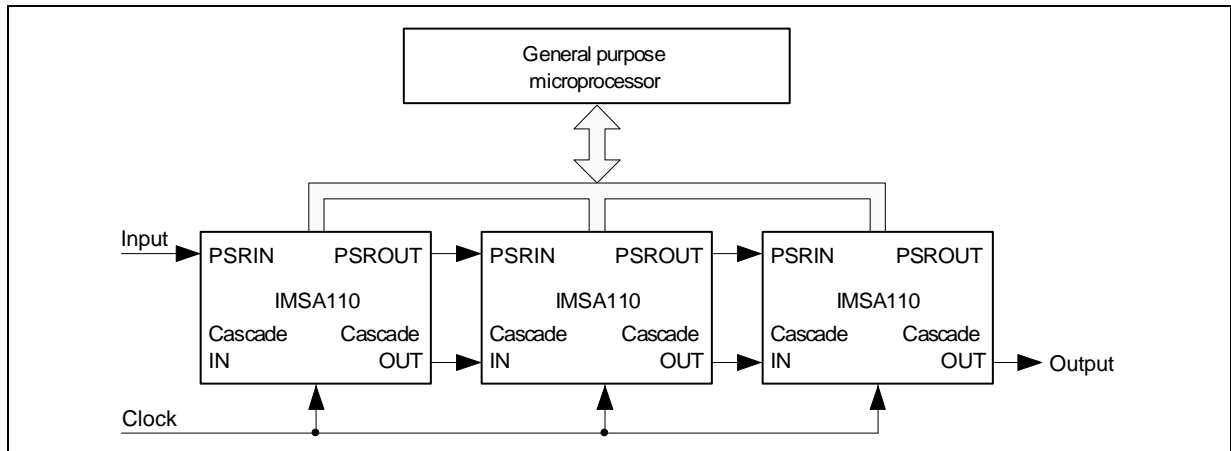 General purpose
microprocessor
Input
PSRIN PSROUT
IMSA110
Cascade Cascade
IN OUT
PSRIN PSROUT
IMSA110
Cascade Cascade
IN OUT
PSRIN PSROUT
IMSA110
Cascade Cascade
IN OUT
Output
Clock